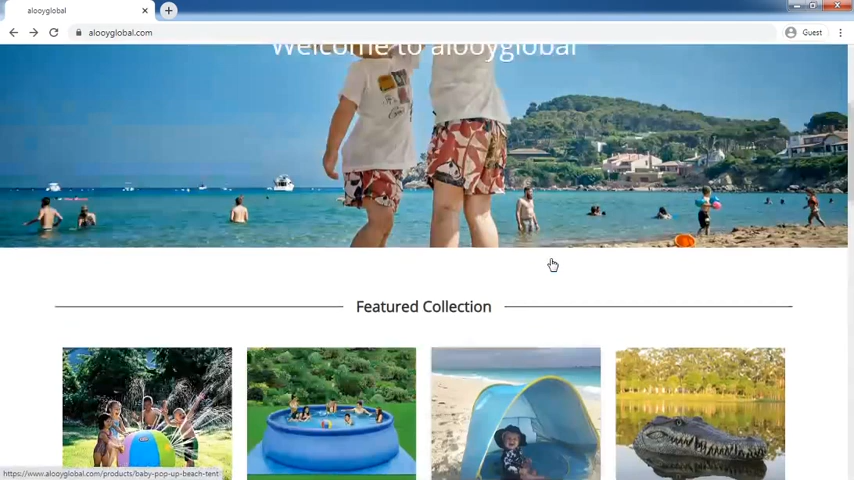 alooyglobal
alooyglobal.com
Guest
Welcome to alooyglobal
Featured Collection
https://www.alooyglobal.com/products/baby-pop-up-beach-tent